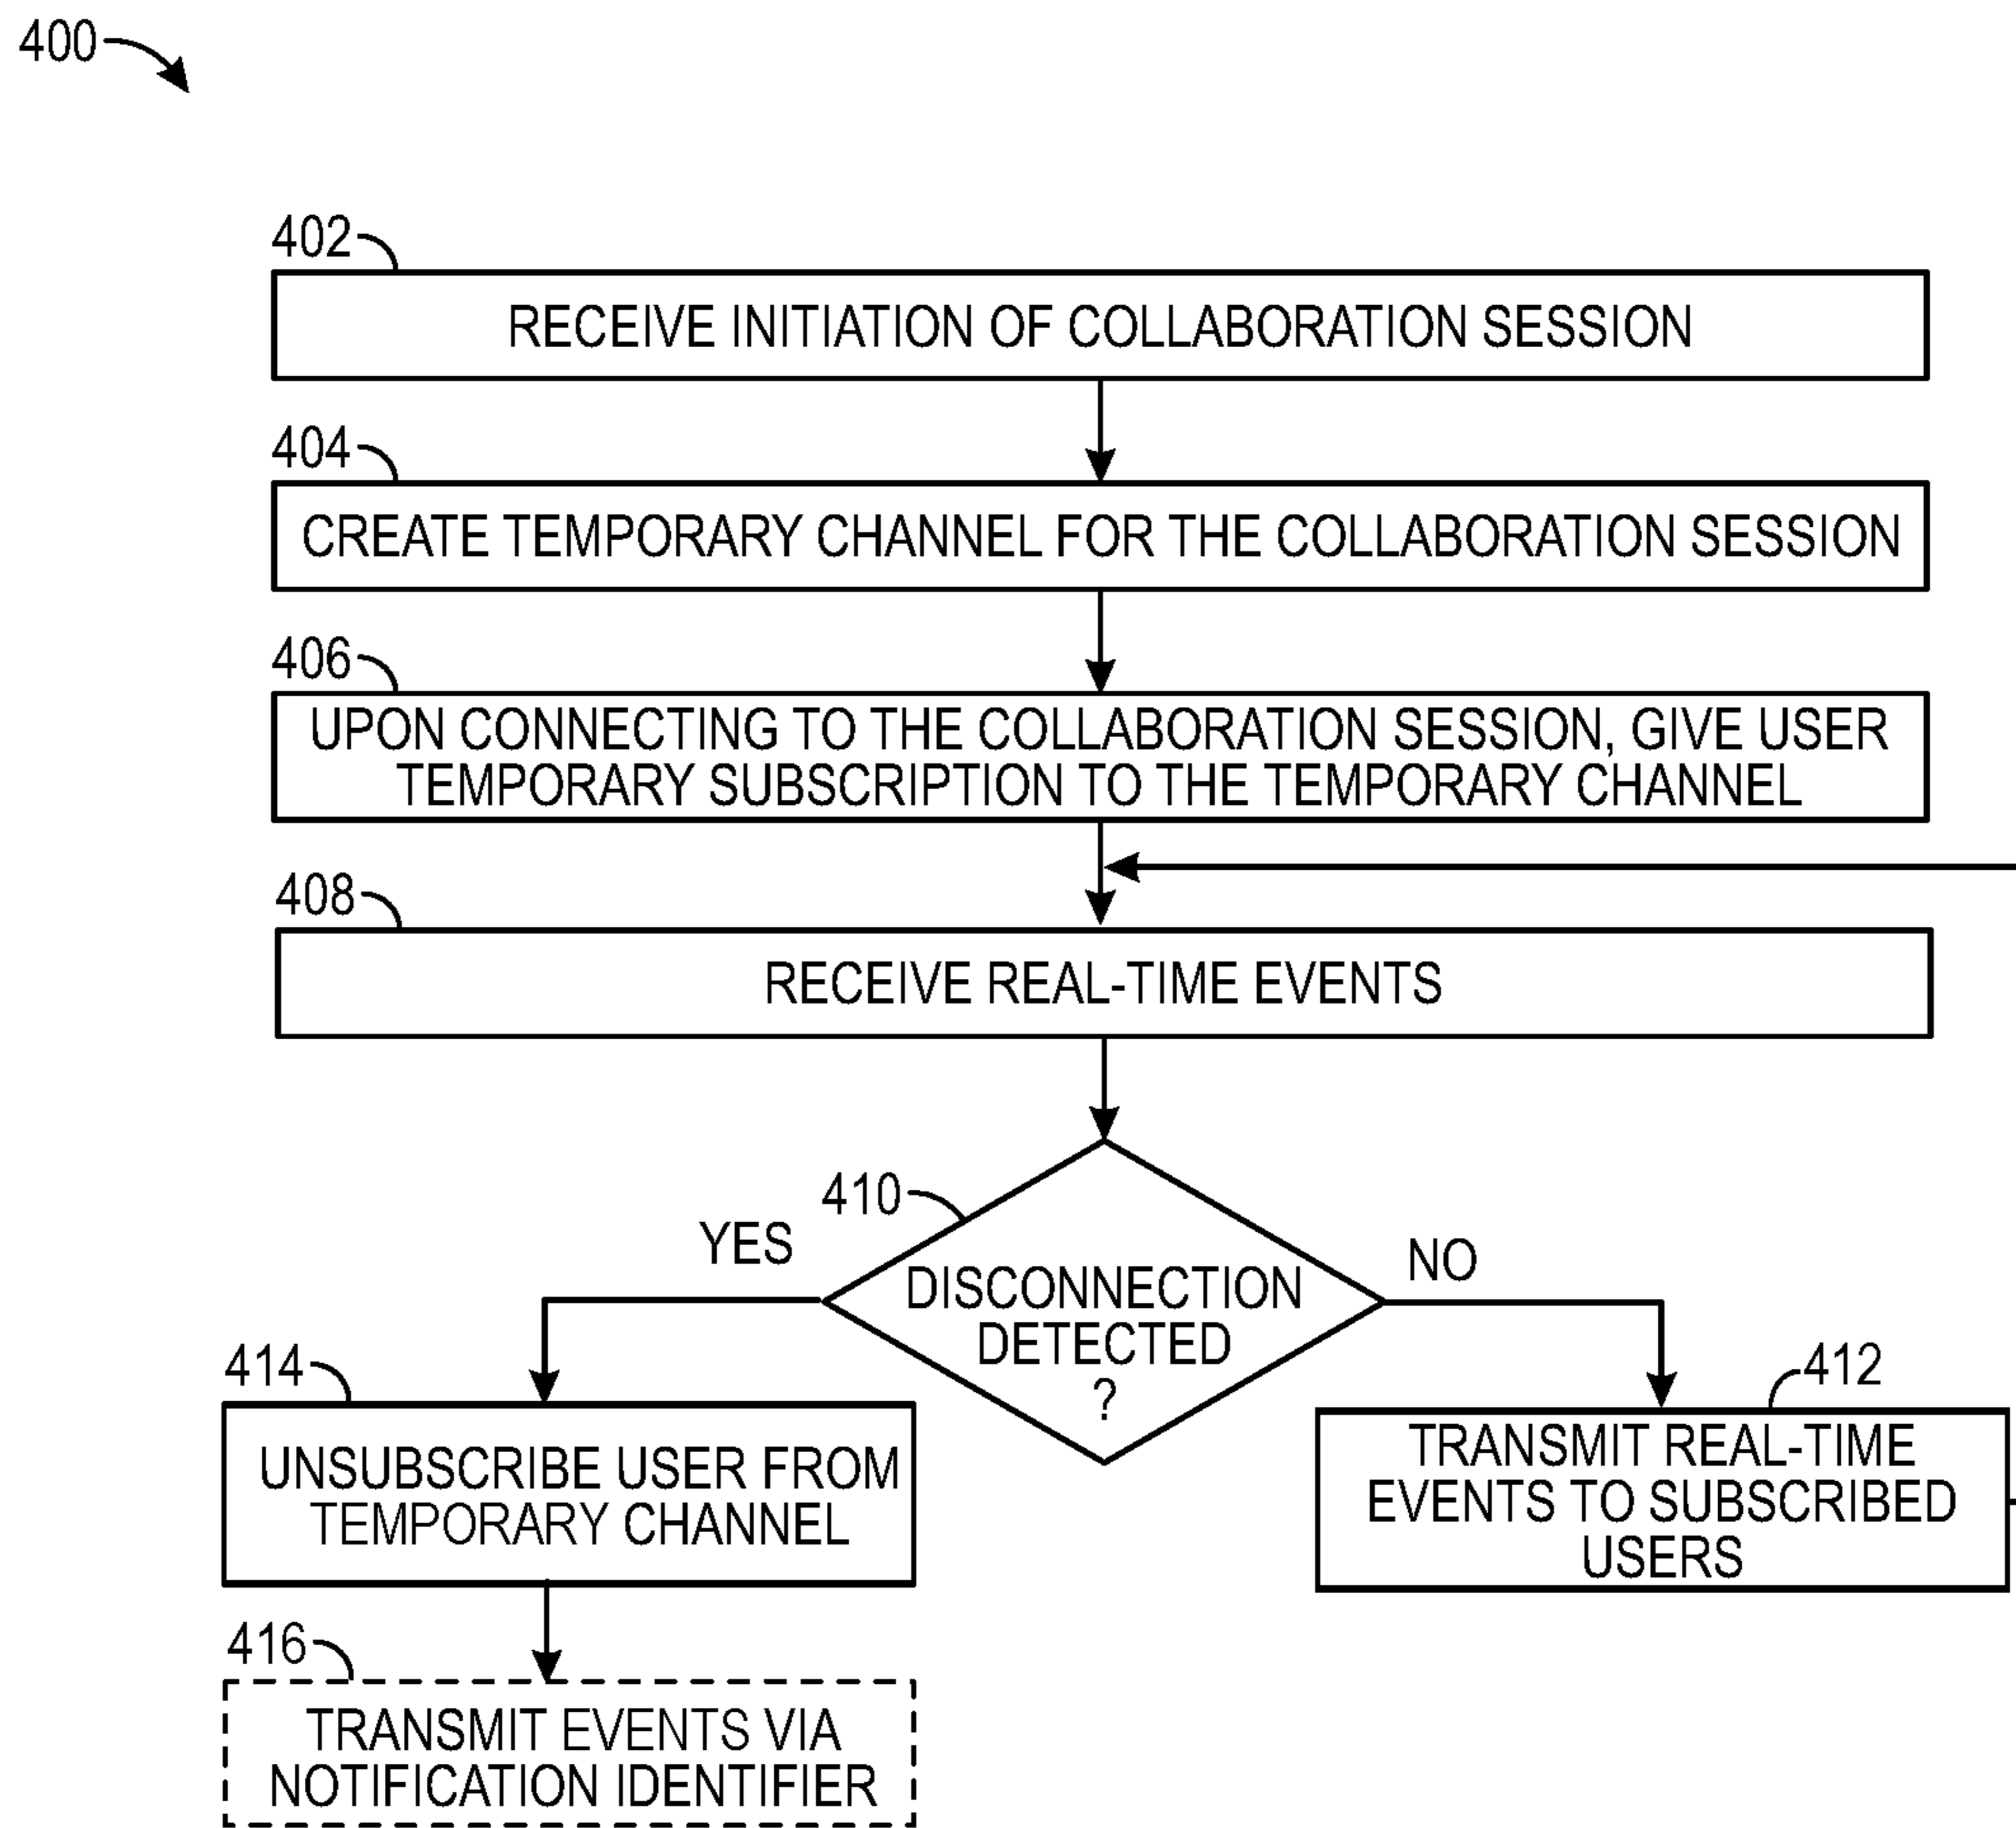 400
402
RECEIVE INITIATION OF COLLABORATION SESSION
404
CREATE TEMPORARY CHANNEL FOR THE COLLABORATION SESSION
406
UPON CONNECTING TO THE COLLABORATION SESSION, GIVE USER
TEMPORARY SUBSCRIPTION TO THE TEMPORARY CHANNEL
408
RECEIVE REAL-TIME EVENTS
410
YES
NO
DISCONNECTION
DETECTED
?
414
UNSUBSCRIBE USER FROM
TEMPORARY CHANNEL
412
TRANSMIT REAL-TIME
EVENTS TO SUBSCRIBED
USERS
416
TRANSMIT EVENTS VIA
NOTIFICATION IDENTIFIER